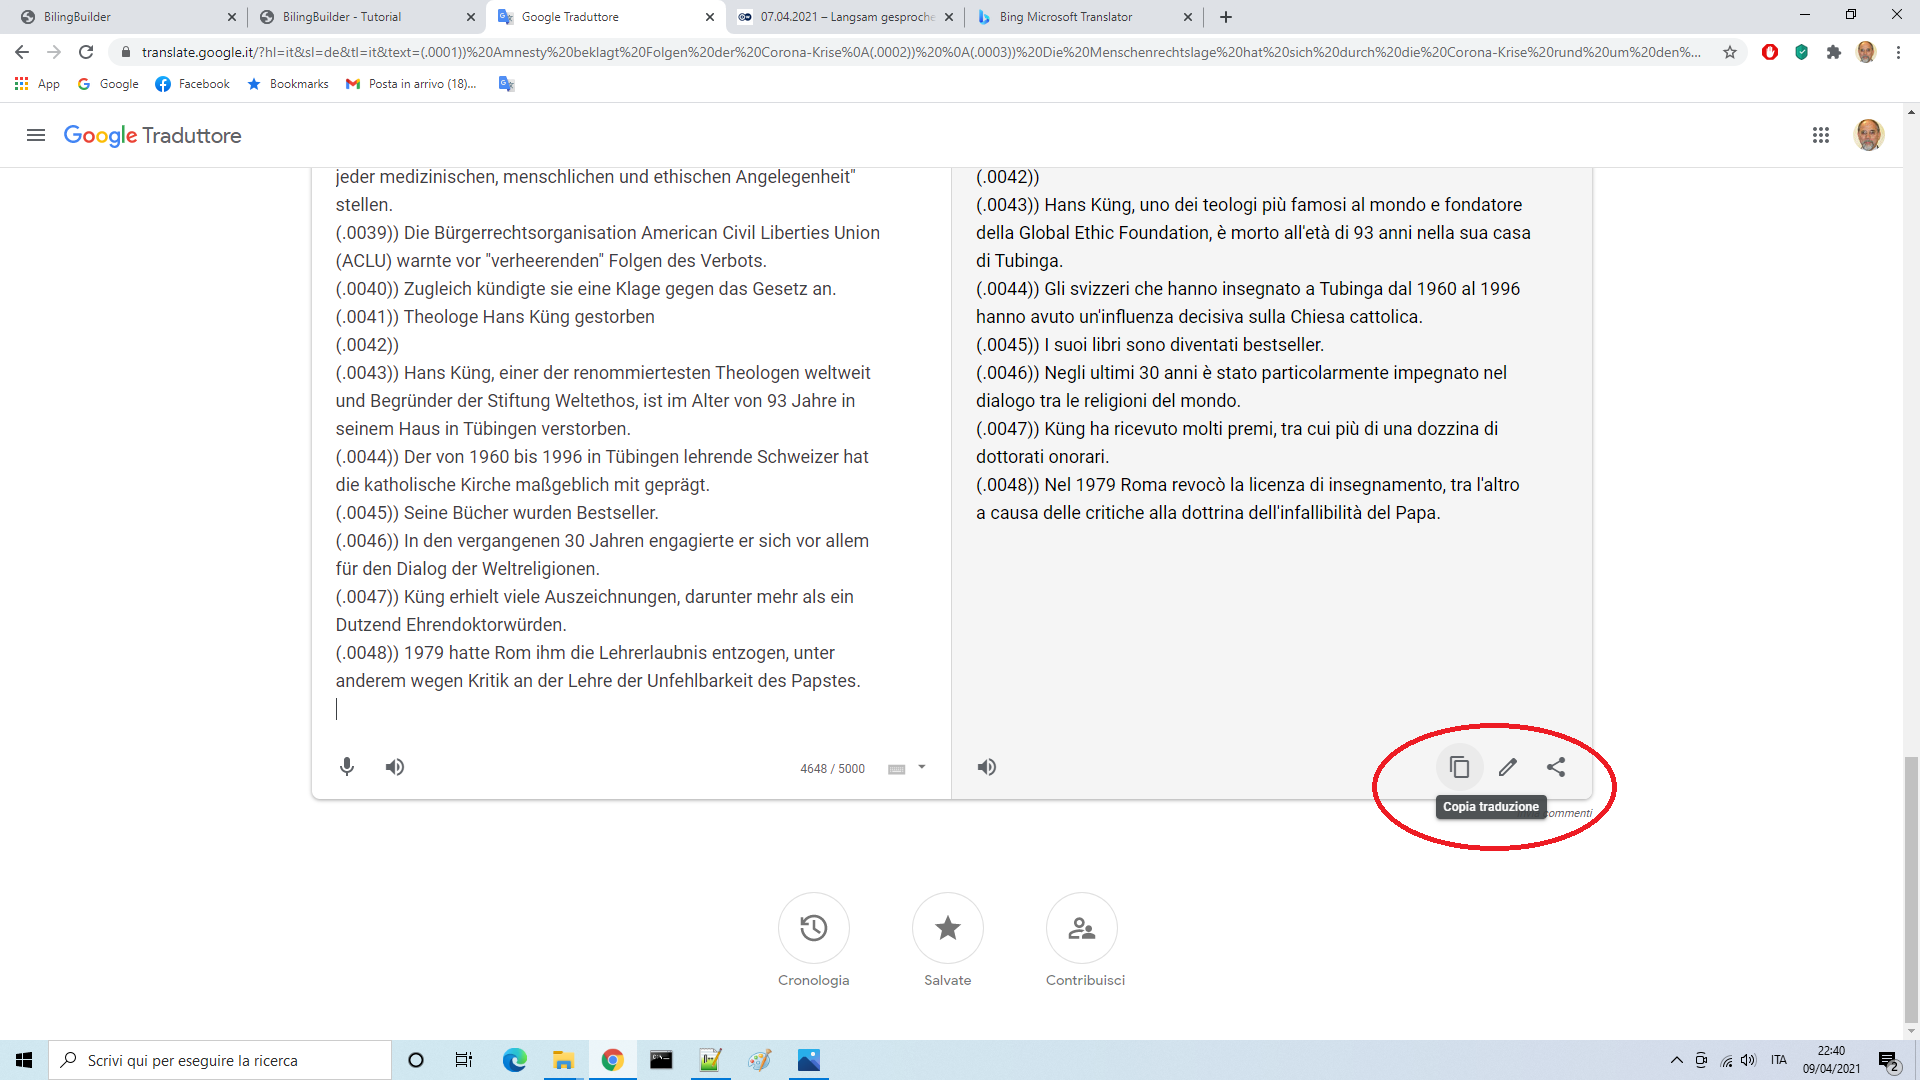 BilingBuilder
BilingBuilder - Tutorial
Google Traduttore
07.04.2021 – Langsam gesproche
Bing Microsoft Translator
translate.google.it/?hl=it&sl=de&tl=it&text=(.0001))%20Amnesty%20beklagt%20Folgen%20der%20Corona-Krise%0A(.0002))%20%0A(.0003))%20Die%20Menschenrechtslage%20hat%20sich%20durch%20die%20Corona-Krise%20rund%20um%20den%...
App
Google
Facebook
Bookmarks
Posta in arrivo (18)...
Google Traduttore
jeder medizinischen, menschlichen und ethischen Angelegenheit"
stellen.
(.0039)) Die Bürgerrechtsorganisation American Civil Liberties Union
(ACLU) warnte vor "verheerenden" Folgen des Verbots.
(.0040)) Zugleich kündigte sie eine Klage gegen das Gesetz an.
(.0041)) Theologe Hans Küng gestorben
(.0042))
(.0043)) Hans Küng, einer der renommiertesten Theologen weltweit
und Begründer der Stiftung Weltethos, ist im Alter von 93 Jahre in
seinem Haus in Tübingen verstorben.
(.0044)) Der von 1960 bis 1996 in Tübingen lehrende Schweizer hat
die katholische Kirche maßgeblich mit geprägt.
(.0045)) Seine Bücher wurden Bestseller.
(.0046)) In den vergangenen 30 Jahren engagierte er sich vor allem
für den Dialog der Weltreligionen.
(.0047)) Küng erhielt viele Auszeichnungen, darunter mehr als ein
Dutzend Ehrendoktorwürden.
(.0048)) 1979 hatte Rom ihm die Lehrerlaubnis entzogen, unter
anderem wegen Kritik an der Lehre der Unfehlbarkeit des Papstes.
4648 / 5000
(.0042))
(.0043)) Hans Küng, uno dei teologi più famosi al mondo e fondatore
della Global Ethic Foundation, è morto all'età di 93 anni nella sua casa
di Tubinga.
(.0044)) Gli svizzeri che hanno insegnato a Tubinga dal 1960 al 1996
hanno avuto un'influenza decisiva sulla Chiesa cattolica.
(.0045)) I suoi libri sono diventati bestseller.
(.0046)) Negli ultimi 30 anni è stato particolarmente impegnato nel
dialogo tra le religioni del mondo.
(.0047)) Küng ha ricevuto molti premi, tra cui più di una dozzina di
dottorati onorari.
(.0048)) Nel 1979 Roma revocò la licenza di insegnamento, tra l'altro
a causa delle critiche alla dottrina dell'infallibilità del Papa.
Copia traduzione
commenti
Cronologia
Salvate
Contribuisci
Scrivi qui per eseguire la ricerca
ITA
22:40
09/04/2021
2